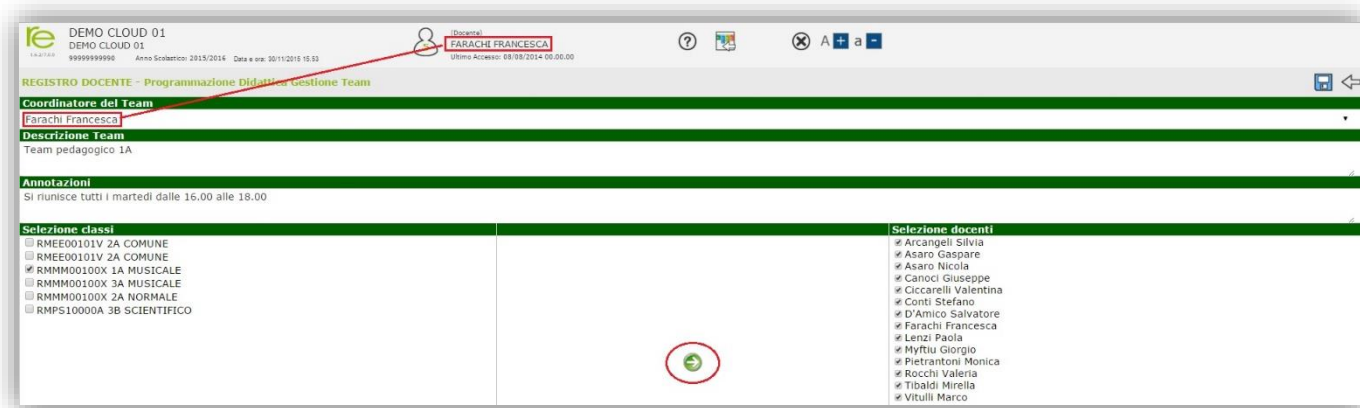 re
DEMO CLOUD 01
DEMO CLOUD 01
99999999990 Anno Scolastico: 2015/2016 Data e ora: 30/11/2015 15.53
(Docente)
FARACHI FRANCESCA
Ultimo Accesso: 08/08/2014 00.00.00
? A + a -
REGISTRO DOCENTE - Programmazione Didattica Gestione Team
Coordinatore del Team
Farachi Francesca
Descrizione Team
Team pedagogico 1A
Annotazioni
Si riunisce tutti i martedì dalle 16.00 alle 18.00
Selezione classi
RMEE00101V 2A COMUNE
RMEE00101V 2A COMUNE
RMMM00100X 1A MUSICALE
RMMM00100X 3A MUSICALE
RMMM00100X 2A NORMALE
RMPS10000A 3B SCIENTIFICO
Selezione docenti
Arcangeli Silvia
Asaro Gaspare
Asaro Nicola
Canoci Giuseppe
Ciccarelli Valentina
Conti Stefano
D'Amico Salvatore
Farachi Francesca
Lenzi Paola
Myftiu Giorgio
Pietrantoni Monica
Rocchi Valeria
Tibaldi Mirella
Vitulli Marco